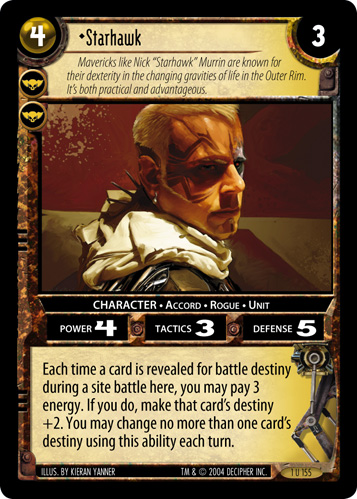 4 •Starhawk 3
Mavericks like Nick "Starhawk" Murrin are known for
their dexterity in the changing gravities of life in the Outer Rim.
It's both practical and advantageous.
CHARACTER • ACCORD • ROGUE • UNIT
POWER 4 TACTICS 3 DEFENSE 5
Each time a card is revealed for battle destiny
during a site battle here, you may pay 3
energy. If you do, make that card's destiny
+2. You may change no more than one card's
destiny using this ability each turn.
ILLUS. BY KIERAN YANNER TM & © 2004 DECIPHER INC. 1 U 155